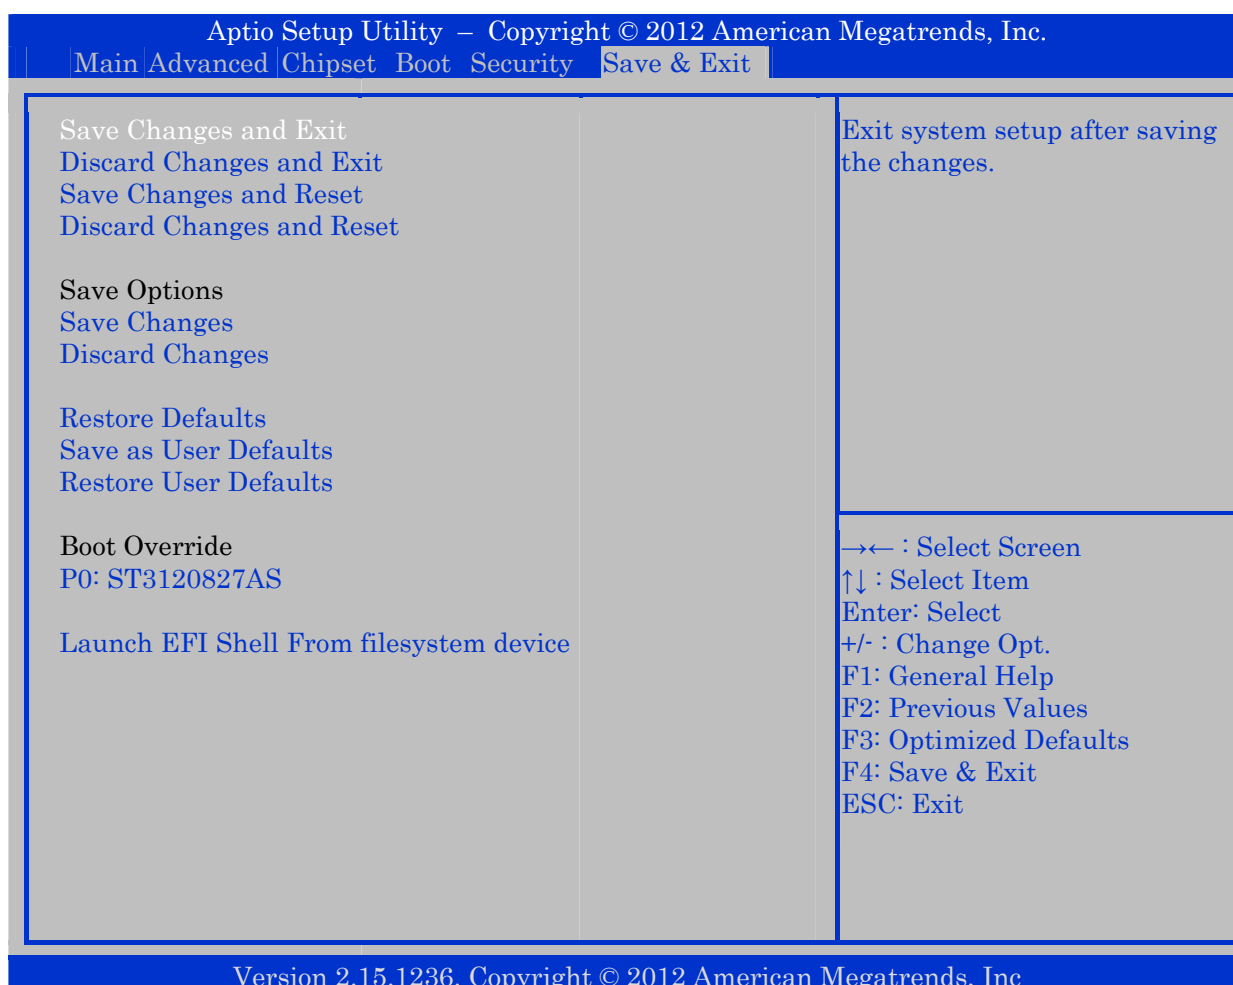 Aptio Setup Utility – Copyright © 2012 American Megatrends, Inc.
Main Advanced Chipset Boot Security Save & Exit
Save Changes and Exit
Discard Changes and Exit
Save Changes and Reset
Discard Changes and Reset
Save Options
Save Changes
Discard Changes
Restore Defaults
Save as User Defaults
Restore User Defaults
Boot Override
P0: ST3120827AS
Launch EFI Shell From filesystem device
Exit system setup after saving
the changes.
→← : Select Screen
↑↓ : Select Item
Enter: Select
+/- : Change Opt.
F1: General Help
F2: Previous Values
F3: Optimized Defaults
F4: Save & Exit
ESC: Exit
Version 2.15.1236. Copyright © 2012 American Megatrends, Inc